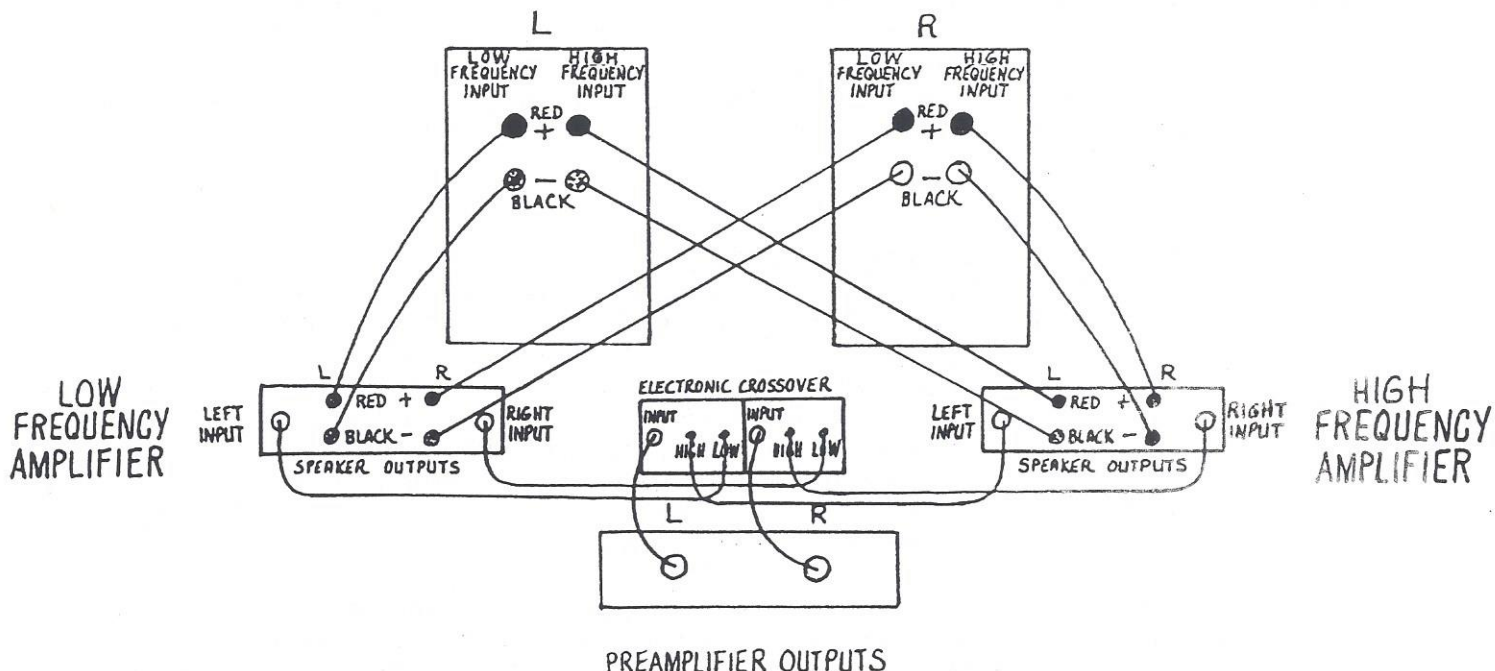 L
R
LOW
FREQUENCY
INPUT
HIGH
FREQUENCY
INPUT
RED
+
−
BLACK
LOW
FREQUENCY
INPUT
HIGH
FREQUENCY
INPUT
RED
+
−
BLACK
LOW
FREQUENCY
AMPLIFIER
LEFT
INPUT
L
R
RED +
BLACK −
RIGHT
INPUT
SPEAKER OUTPUTS
ELECTRONIC CROSSOVER
INPUT
HIGH LOW
INPUT
HIGH LOW
LEFT
INPUT
L
R
RED +
BLACK −
RIGHT
INPUT
SPEAKER OUTPUTS
HIGH
FREQUENCY
AMPLIFIER
L
R
PREAMPLIFIER OUTPUTS